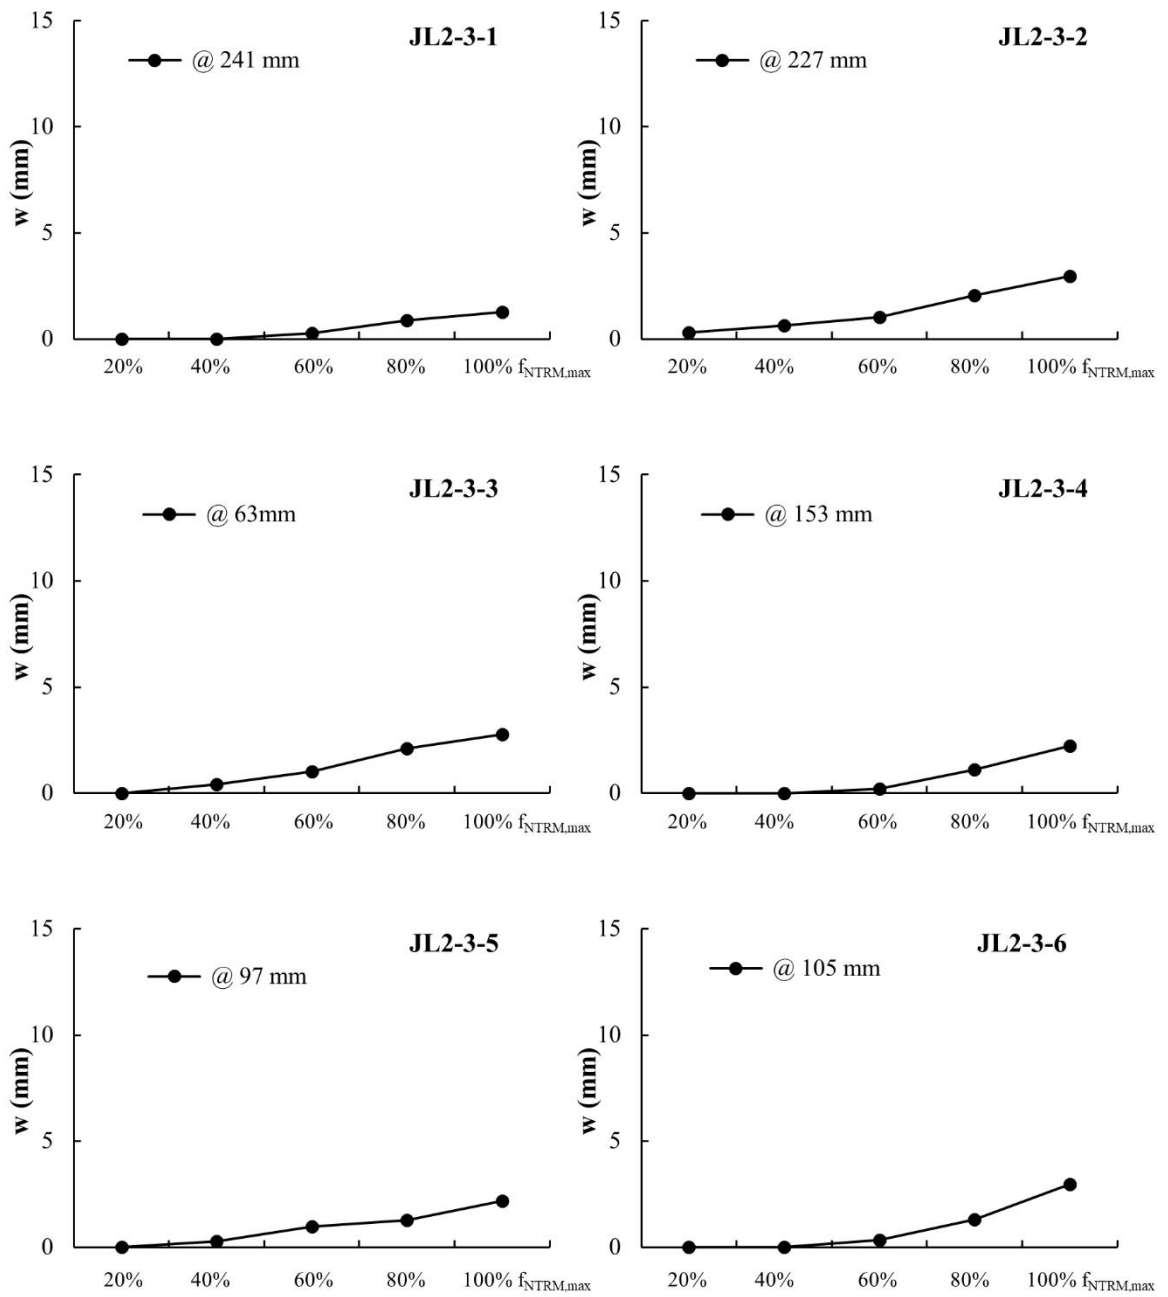 JL2-3-1
@ 241 mm
w (mm)
15
10
5
0
20% 40% 60% 80% 100% fNTRM,max
JL2-3-2
@ 227 mm
w (mm)
15
10
5
0
20% 40% 60% 80% 100% fNTRM,max
JL2-3-3
@ 63mm
w (mm)
15
10
5
0
20% 40% 60% 80% 100% fNTRM,max
JL2-3-4
@ 153 mm
w (mm)
15
10
5
0
20% 40% 60% 80% 100% fNTRM,max
JL2-3-5
@ 97 mm
w (mm)
15
10
5
0
20% 40% 60% 80% 100% fNTRM,max
JL2-3-6
@ 105 mm
w (mm)
15
10
5
0
20% 40% 60% 80% 100% fNTRM,max